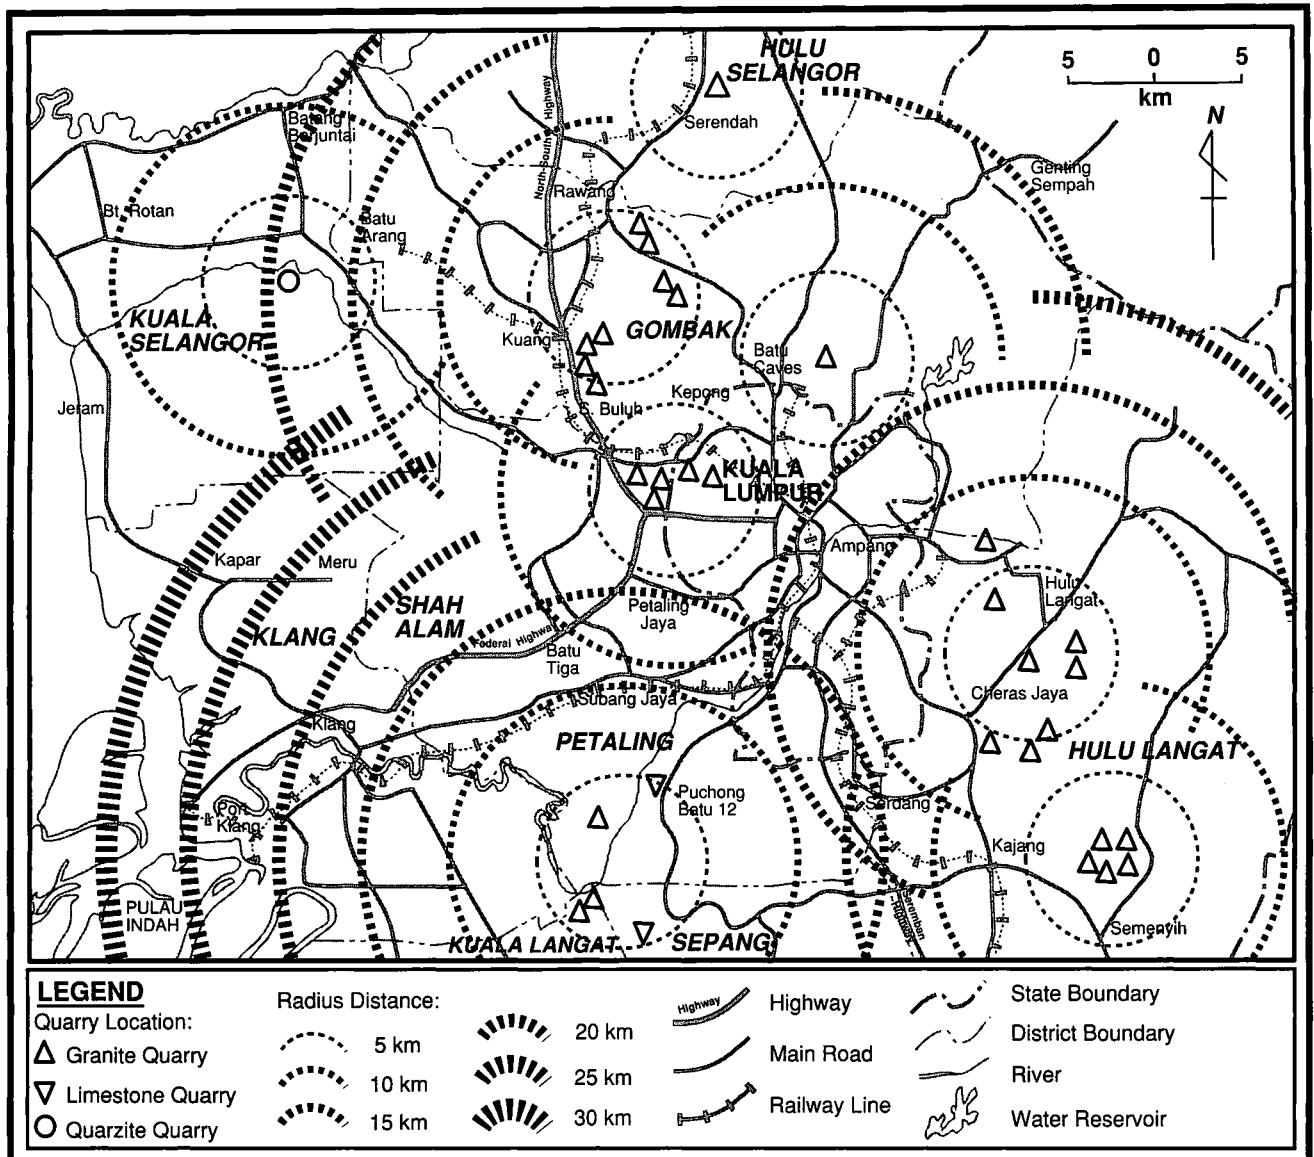 HULU
SELANGOR
5 0 5
km
N
North-South Highway
Serendah
Batang
Berjuntai
Genting
Sempah
Rawang
Bt. Rotan
Batu
Arang
KUALA
SELANGOR
Kuang
GOMBAK
Batu
Caves
Kepong
Jeram
S. Buluh
KUALA
LUMPUR
Ampang
Kapar
Meru
Hulu
Langat
SHAH
ALAM
Petaling
Jaya
KLANG
Federal Highway
Batu
Tiga
Cheras Jaya
Subang Jaya
Klang
PETALING
HULU LANGAT
Puchong
Batu 12
Serdang
Port
Klang
Kajang
PULAU
INDAH
Seremban
Highway
Semenyih
KUALA LANGAT
SEPANG
LEGEND
Quarry Location:
Granite Quarry
Limestone Quarry
Quarzite Quarry
Radius Distance:
5 km
10 km
15 km
20 km
25 km
30 km
Highway
Highway
Main Road
Railway Line
State Boundary
District Boundary
River
Water Reservoir